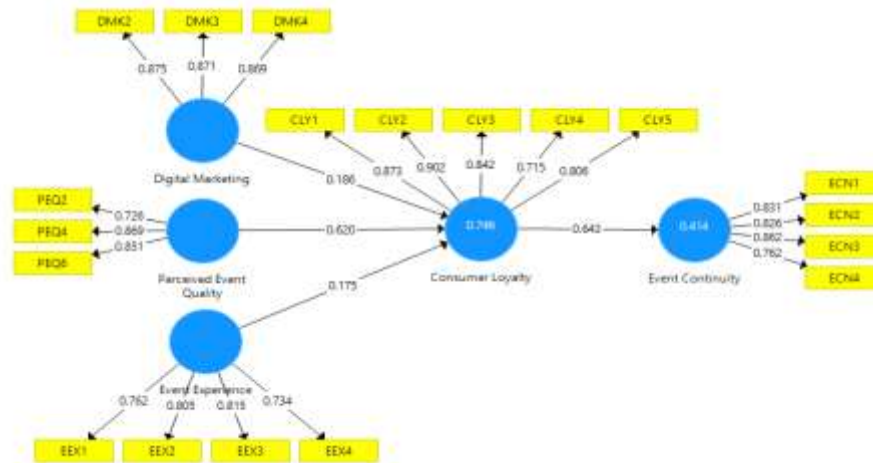 DMK2 DMK3 DMK4
0.875 0.871 0.869
Digital Marketing
CLY1 CLY2 CLY3 CLY4 CLY5
0.873 0.902 0.842 0.715 0.806
0.186
PEQ2
PEQ4
0.726
0.869
0.851
Perceived Event
Quality
0.620
Consumer Loyalty
0.643
0.414
Event Continuity
ECN1
ECN2
ECN3
ECN4
0.831
0.826
0.862
0.762
0.175
Event Experience
0.762 0.805 0.815 0.734
EEX1 EEX2 EEX3 EEX4